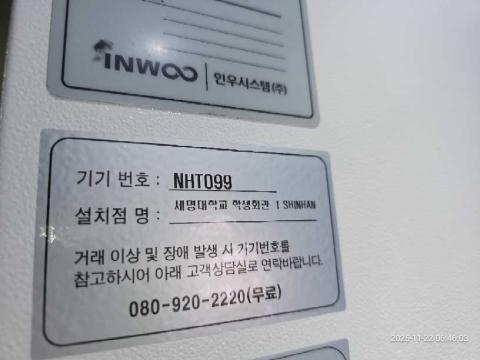 INWOO 인우시스템(주)
기기 번호 : NHT099
설치점 명 : 세명대학교 학생회관 1 SHINHAN
거래 이상 및 장애 발생 시 기기번호를
참고하시어 아래 고객상담실로 연락바랍니다.
080-920-2220(무료)
2025-11-22 06:46:03